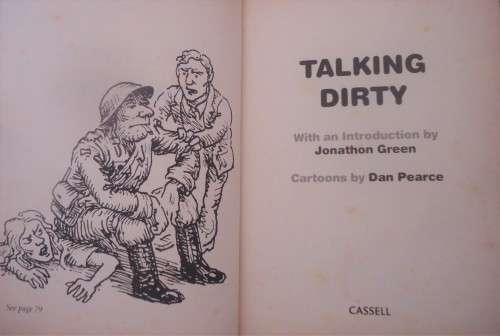 See page 79
TALKING
DIRTY
With an Introduction by
Jonathon Green
Cartoons by Dan Pearce
CASSELL